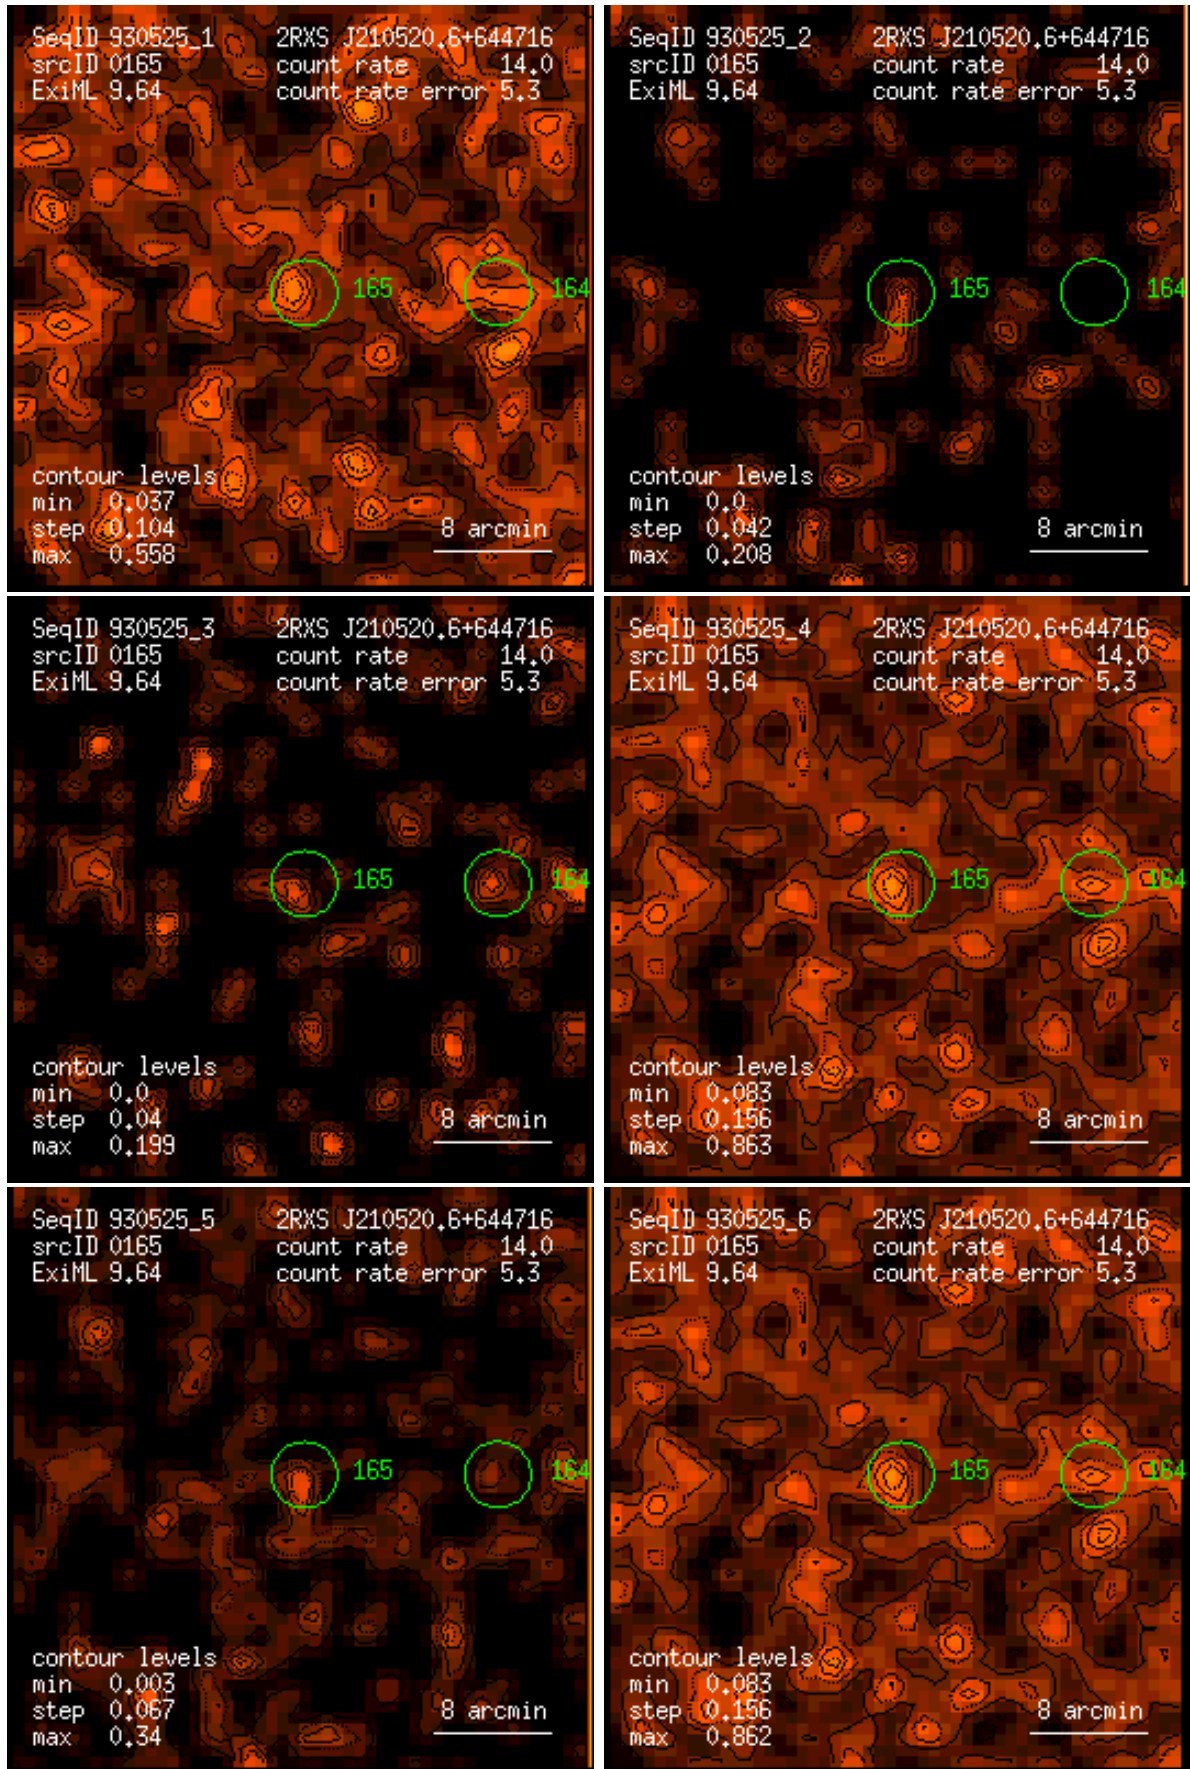 SeqID 930525_1 2RXS J210520.6+644716
srcID 0165 count rate 14.0
ExiML 9.64 count rate error 5.3
165 164
contour levels
min 0.037
step 0.104
max 0.558
8 arcmin
SeqID 930525_2 2RXS J210520.6+644716
srcID 0165 count rate 14.0
ExiML 9.64 count rate error 5.3
165 164
contour levels
min 0.0
step 0.042
max 0.208
8 arcmin
SeqID 930525_3 2RXS J210520.6+644716
srcID 0165 count rate 14.0
ExiML 9.64 count rate error 5.3
165 164
contour levels
min 0.0
step 0.04
max 0.199
8 arcmin
SeqID 930525_4 2RXS J210520.6+644716
srcID 0165 count rate 14.0
ExiML 9.64 count rate error 5.3
165 164
contour levels
min 0.083
step 0.156
max 0.863
8 arcmin
SeqID 930525_5 2RXS J210520.6+644716
srcID 0165 count rate 14.0
ExiML 9.64 count rate error 5.3
165 164
contour levels
min 0.003
step 0.067
max 0.34
8 arcmin
SeqID 930525_6 2RXS J210520.6+644716
srcID 0165 count rate 14.0
ExiML 9.64 count rate error 5.3
165 164
contour levels
min 0.083
step 0.156
max 0.862
8 arcmin